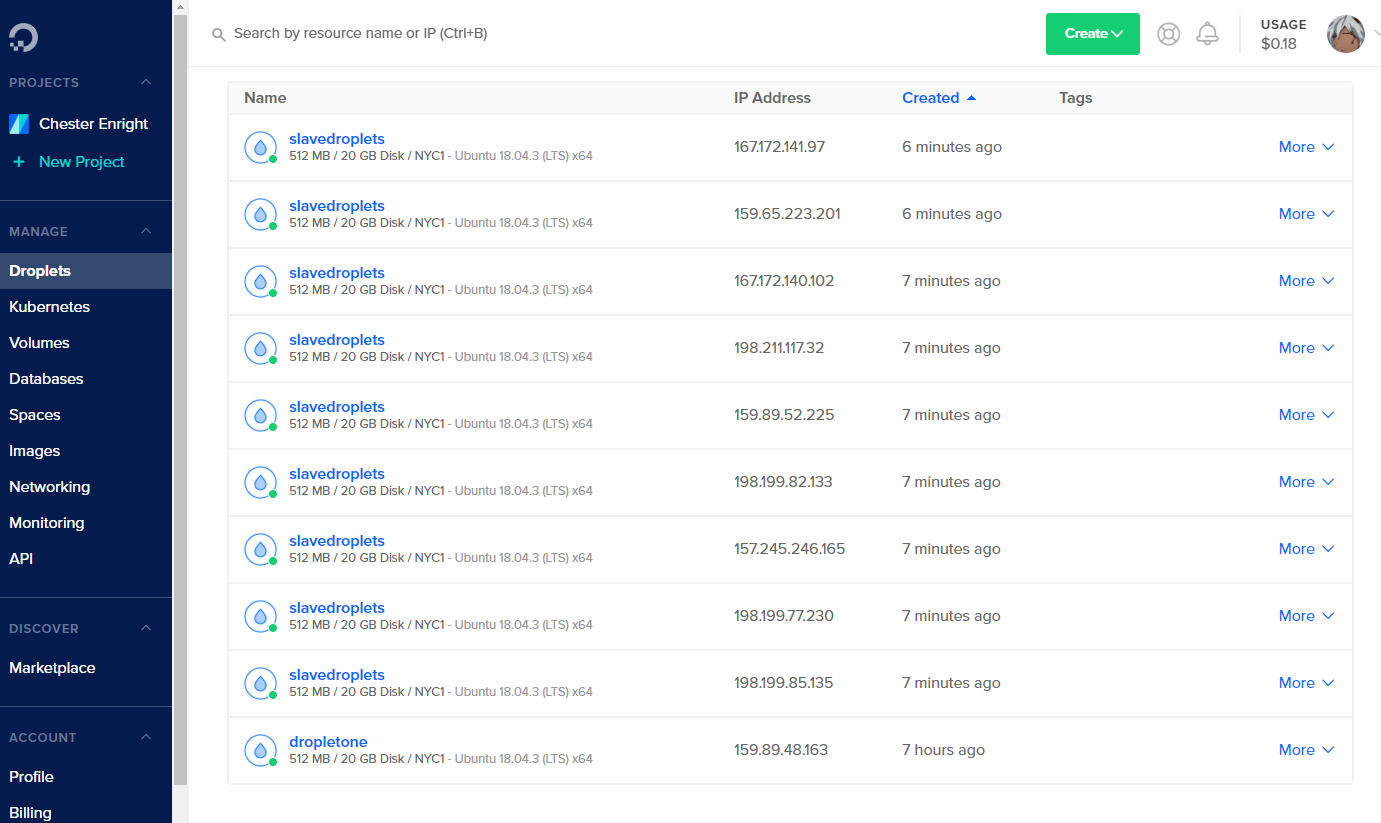 Search by resource name or IP (Ctrl+B)
Create
USAGE
$0.18
PROJECTS
Chester Enright
+ New Project
MANAGE
Droplets
Kubernetes
Volumes
Databases
Spaces
Images
Networking
Monitoring
API
DISCOVER
Marketplace
ACCOUNT
Profile
Billing
Name IP Address Created Tags
slavedroplets
512 MB / 20 GB Disk / NYC1 - Ubuntu 18.04.3 (LTS) x64
167.172.141.97 6 minutes ago More
slavedroplets
512 MB / 20 GB Disk / NYC1 - Ubuntu 18.04.3 (LTS) x64
159.65.223.201 6 minutes ago More
slavedroplets
512 MB / 20 GB Disk / NYC1 - Ubuntu 18.04.3 (LTS) x64
167.172.140.102 7 minutes ago More
slavedroplets
512 MB / 20 GB Disk / NYC1 - Ubuntu 18.04.3 (LTS) x64
198.211.117.32 7 minutes ago More
slavedroplets
512 MB / 20 GB Disk / NYC1 - Ubuntu 18.04.3 (LTS) x64
159.89.52.225 7 minutes ago More
slavedroplets
512 MB / 20 GB Disk / NYC1 - Ubuntu 18.04.3 (LTS) x64
198.199.82.133 7 minutes ago More
slavedroplets
512 MB / 20 GB Disk / NYC1 - Ubuntu 18.04.3 (LTS) x64
157.245.246.165 7 minutes ago More
slavedroplets
512 MB / 20 GB Disk / NYC1 - Ubuntu 18.04.3 (LTS) x64
198.199.77.230 7 minutes ago More
slavedroplets
512 MB / 20 GB Disk / NYC1 - Ubuntu 18.04.3 (LTS) x64
198.199.85.135 7 minutes ago More
dropletone
512 MB / 20 GB Disk / NYC1 - Ubuntu 18.04.3 (LTS) x64
159.89.48.163 7 hours ago More